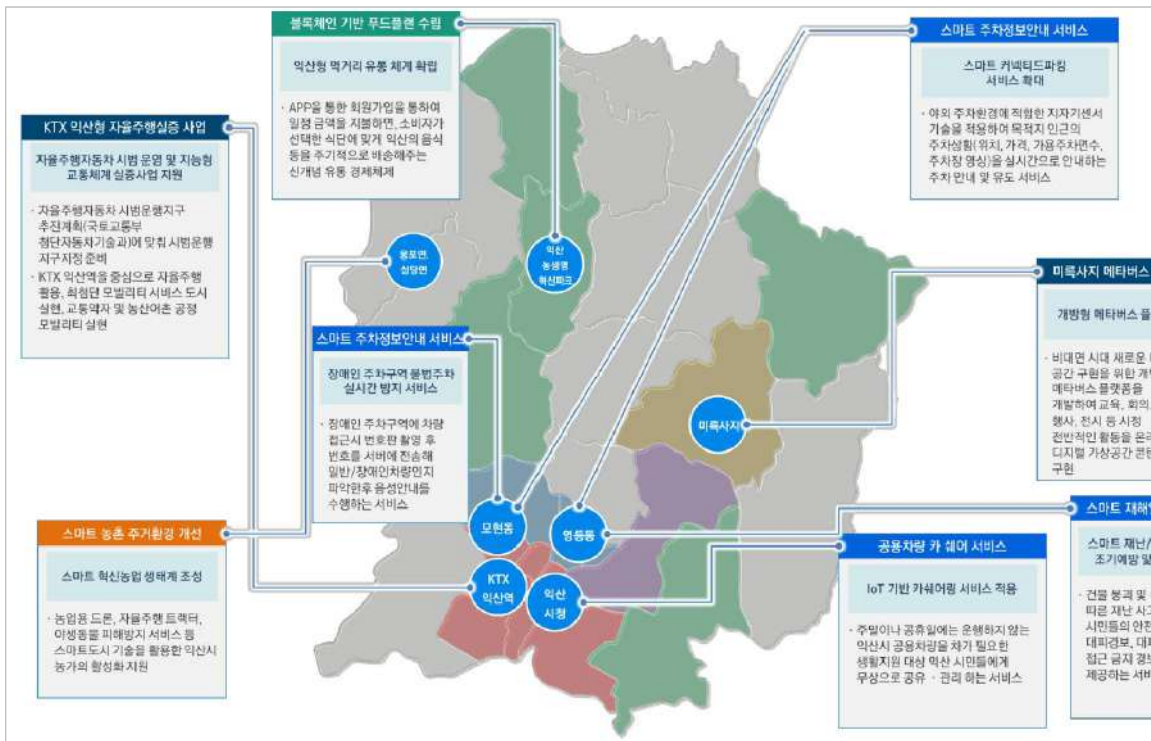 블록체인 기반 푸드플랜 수립
익산형 먹거리 유통 체계 확립
· APP을 통한 회원가입을 통하여
일정 금액을 지불하면, 소비자가
선택한 식단에 맞게 익산의 음식
등을 주기적으로 배송해주는
신개념 유통 경제체제
스마트 주차정보안내 서비스
스마트 커넥티드파킹
서비스 확대
· 야외 주차환경에 적합한 지자기센서
기술을 적용하여 목적지 인근의
주차상황(위치, 가격, 가용주차면수,
주차장 영상)을 실시간으로 안내하는
주차 안내 및 유도 서비스
KTX 익산형 자율주행실증 사업
자율주행자동차 시범 운영 및 지능형
교통체계 실증사업 지원
· 자율주행자동차 시범운행지구
추진계획(국토교통부
첨단자동차기술과)에 맞춰 시범운행
지구지정 준비
· KTX 익산역을 중심으로 자율주행
활용, 최첨단 모빌리티 서비스 도시
실현, 교통약자 및 농산어촌 공정
모빌리티 실현
웅포면,
성당면
익산
농생명
혁신파크
미륵사지 메타버스
개방형 메타버스 플
· 비대면 시대 새로운
공간 구현을 위한 개방
메타버스 플랫폼을
개발하여 교육, 회의,
행사, 전시 등 시정
전반적인 활동을 온라
디지털 가상공간 콘텐
구현
스마트 주차정보안내 서비스
장애인 주차구역 불법주차
실시간 방지 서비스
· 장애인 주차구역에 차량
접근시 번호판 촬영 후
번호를 서버에 전송해
일반/장애인차량인지
파악한후 음성안내를
수행하는 서비스
미륵사지
모현동
영등동
KTX
익산역
익산
시청
스마트 농촌 주거환경 개선
스마트 혁신농업 생태계 조성
· 농업용 드론, 자율주행 트랙터,
야생동물 피해방지 서비스 등
스마트도시 기술을 활용한 익산시
농가의 활성화 지원
공용차량 카 쉐어 서비스
IoT 기반 카쉐어링 서비스 적용
· 주말이나 공휴일에는 운행하지 않는
익산시 공용차량을 차가 필요한
생활지원 대상 익산 시민들에게
무상으로 공유 · 관리 하는 서비스
스마트 재해
스마트 재난/
조기예방 및
· 건물 붕괴 및
따른 재난 사고
시민들의 안전
대피경보, 대피
접근 금지 경보
제공하는 서비